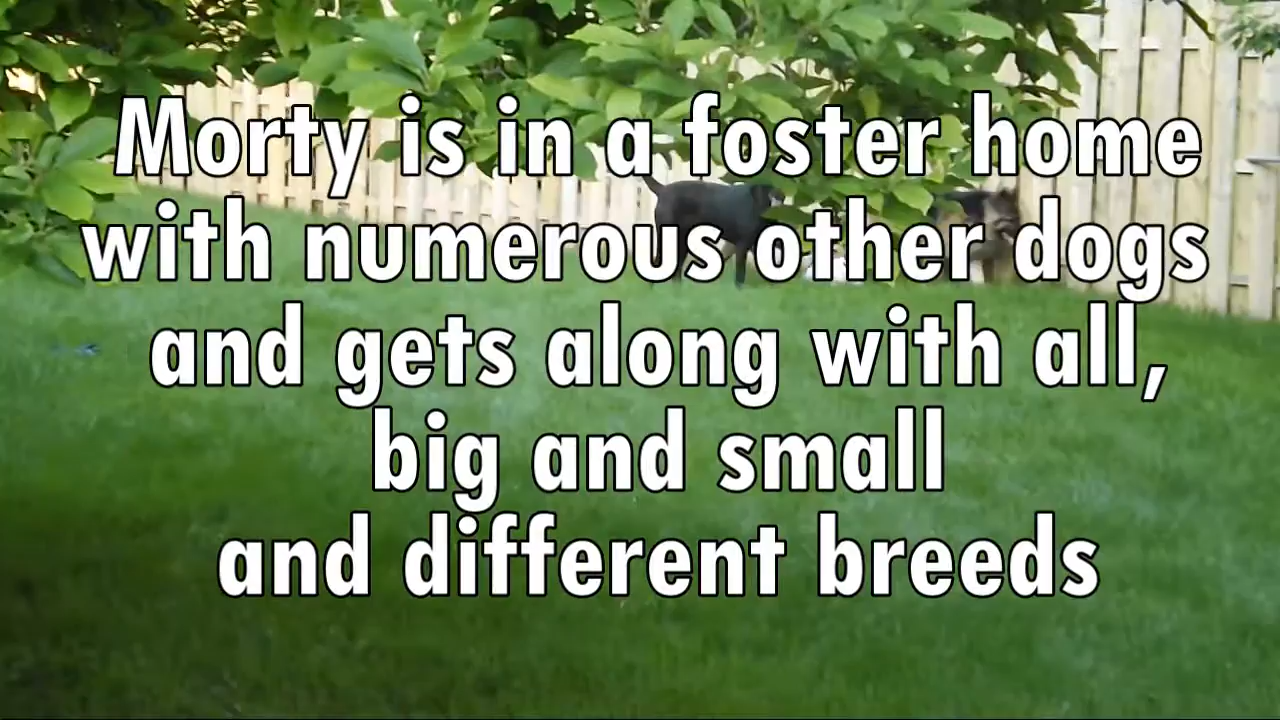 Morty is in a foster home
with numerous other dogs
and gets along with all,
big and small
and different breeds